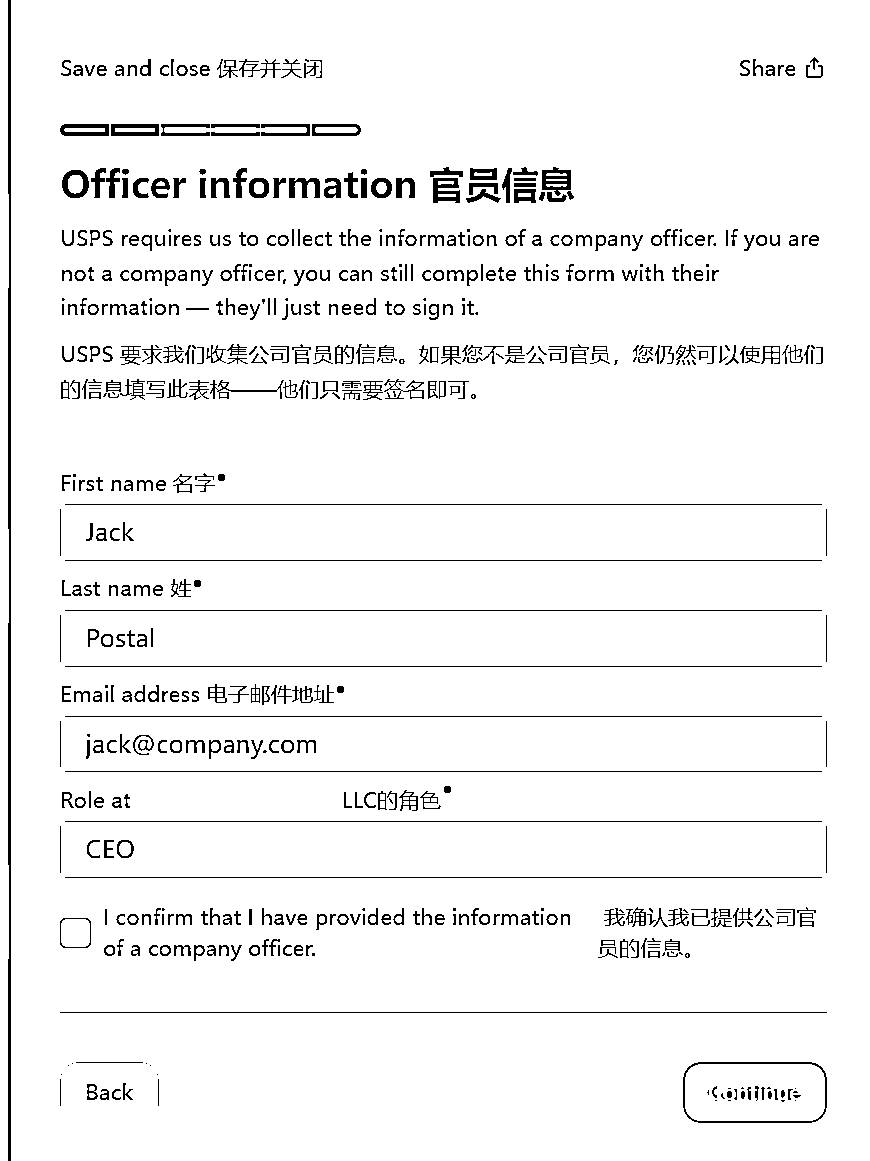 Save and close 保存并关闭
Share
Officer information 官员信息
USPS requires us to collect the information of a company officer. If you are
not a company officer, you can still complete this form with their
information — they'll just need to sign it.
USPS 要求我们收集公司官员的信息。如果您不是公司官员，您仍然可以使用他们
的信息填写此表格——他们只需要签名即可。
First name 名字•
Jack
Last name 姓•
Postal
Email address 电子邮件地址•
jack@company.com
Role at LLC的角色•
CEO
I confirm that I have provided the information
of a company officer.
我确认我已提供公司官
员的信息。
Back
Continue